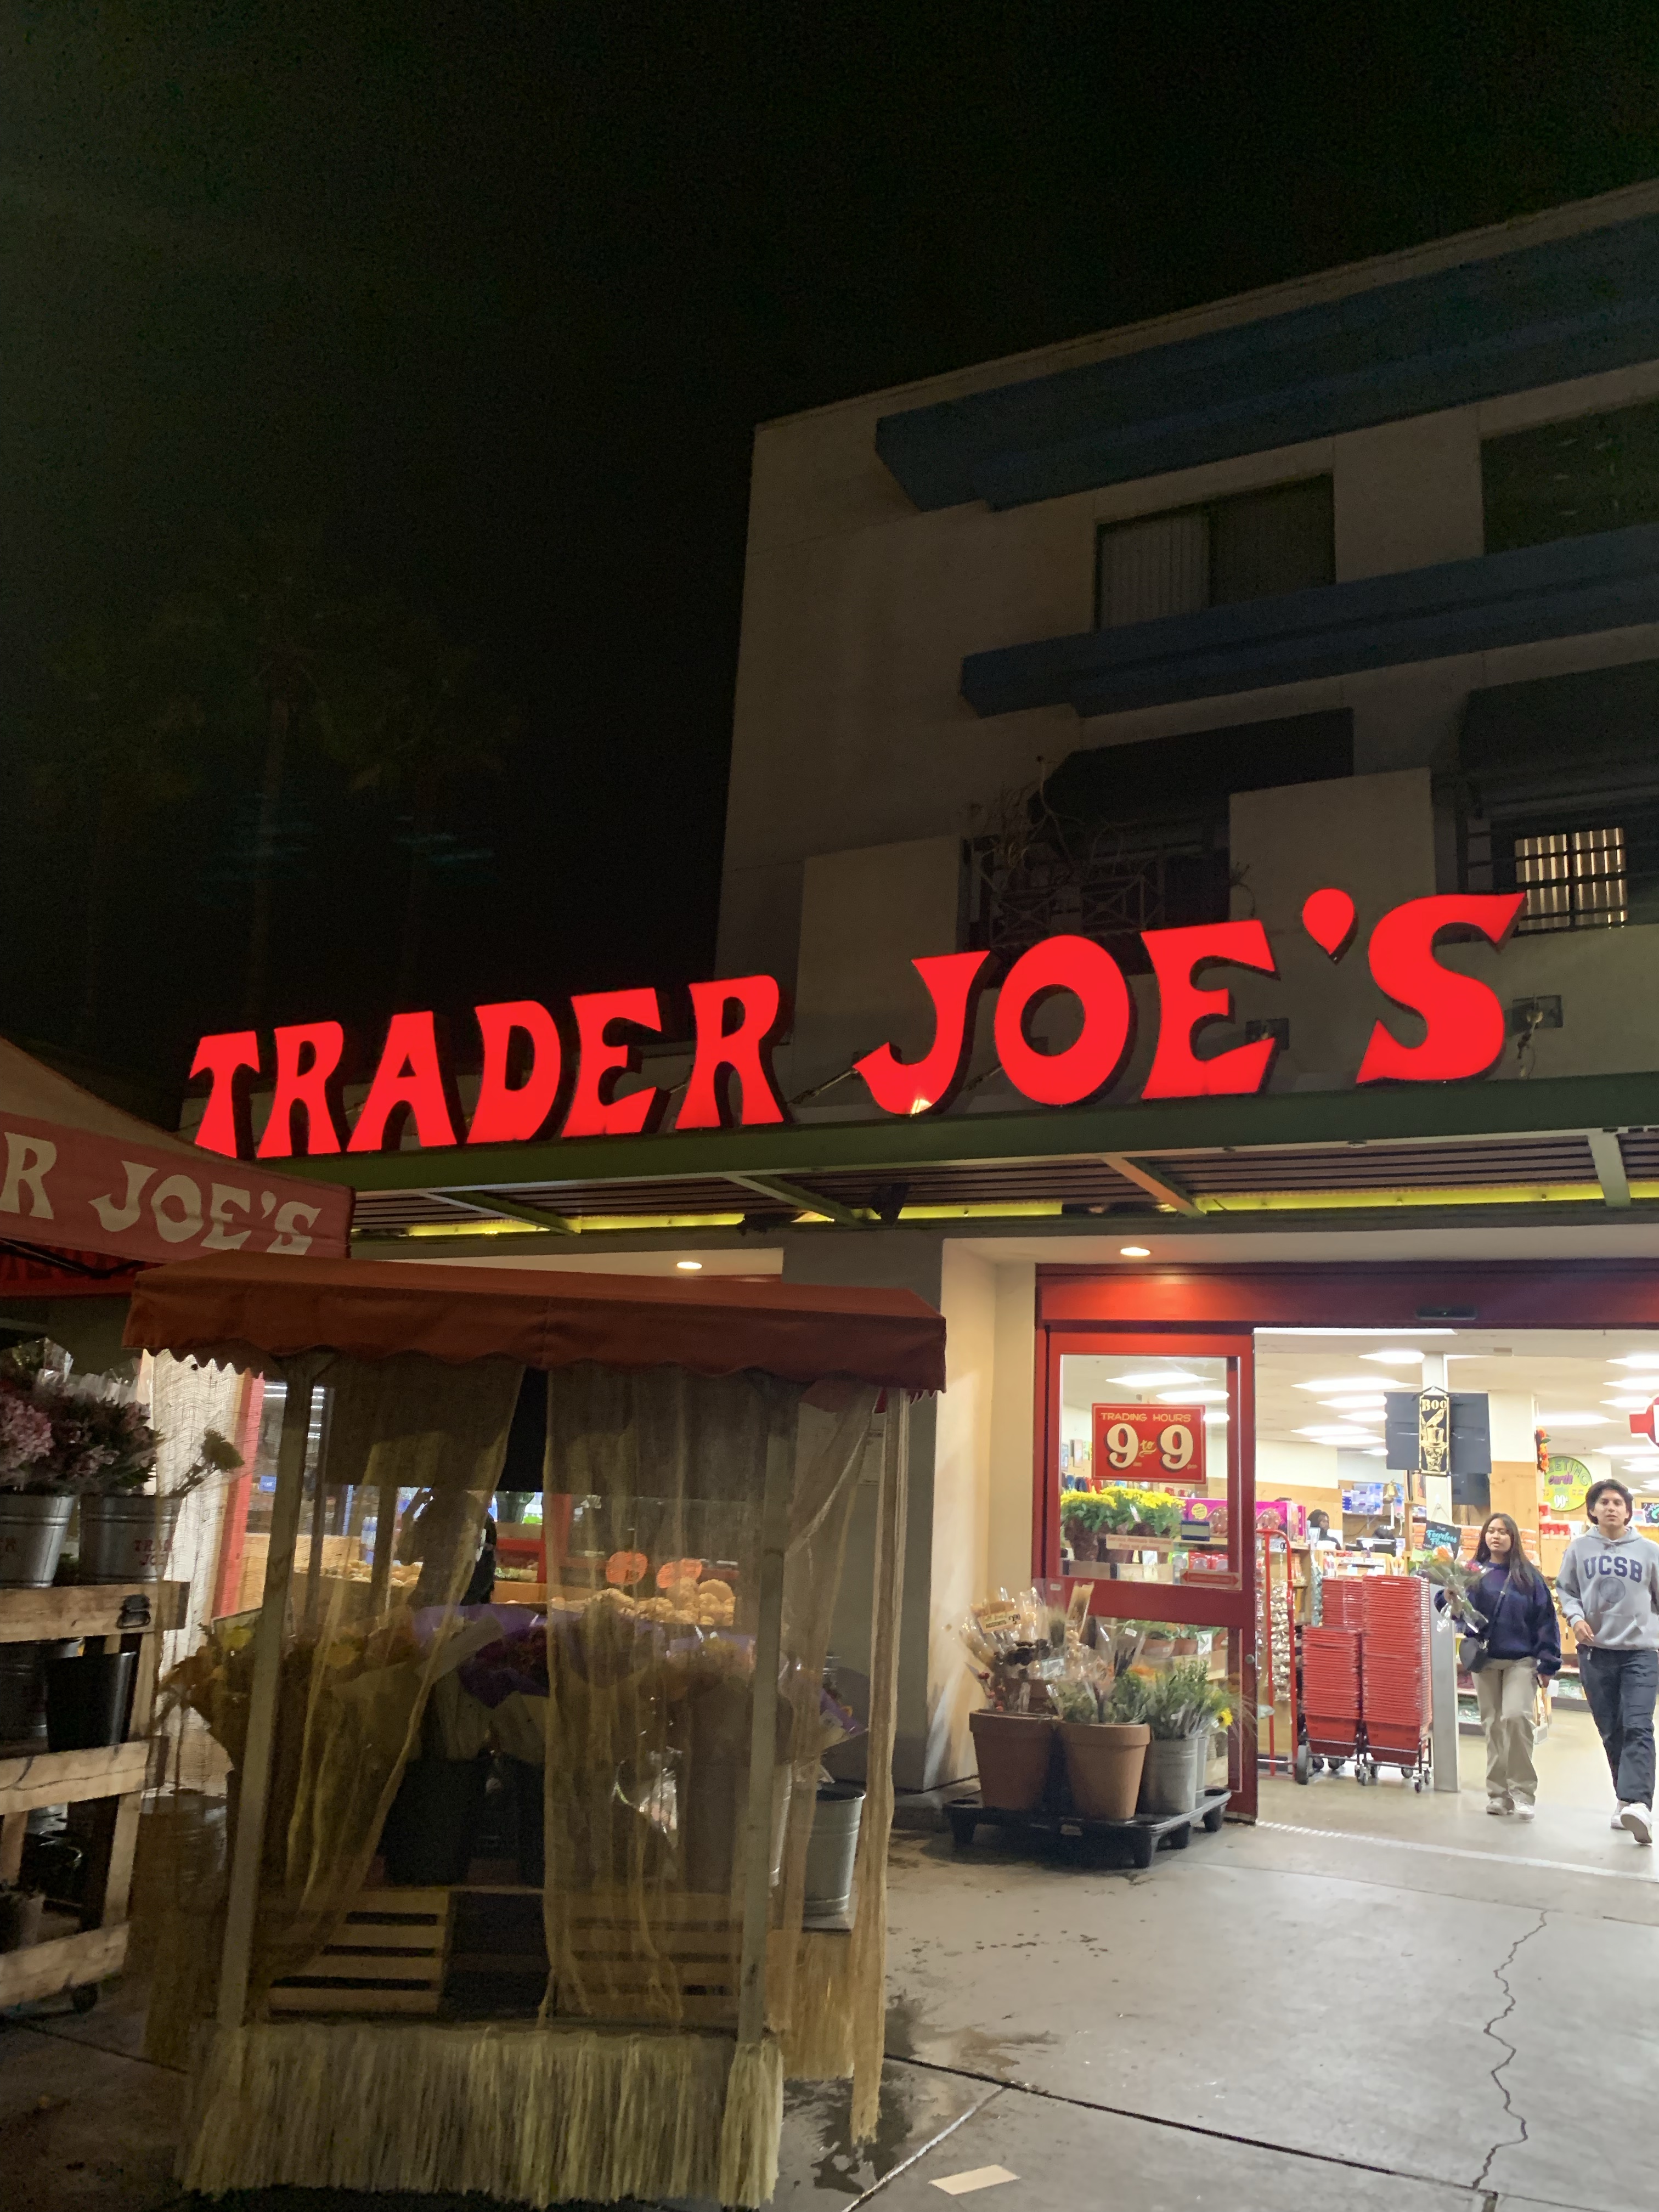 TRADER JOE'S
R JOE'S
TRADING HOURS
9 to 9
BOO
UCSB